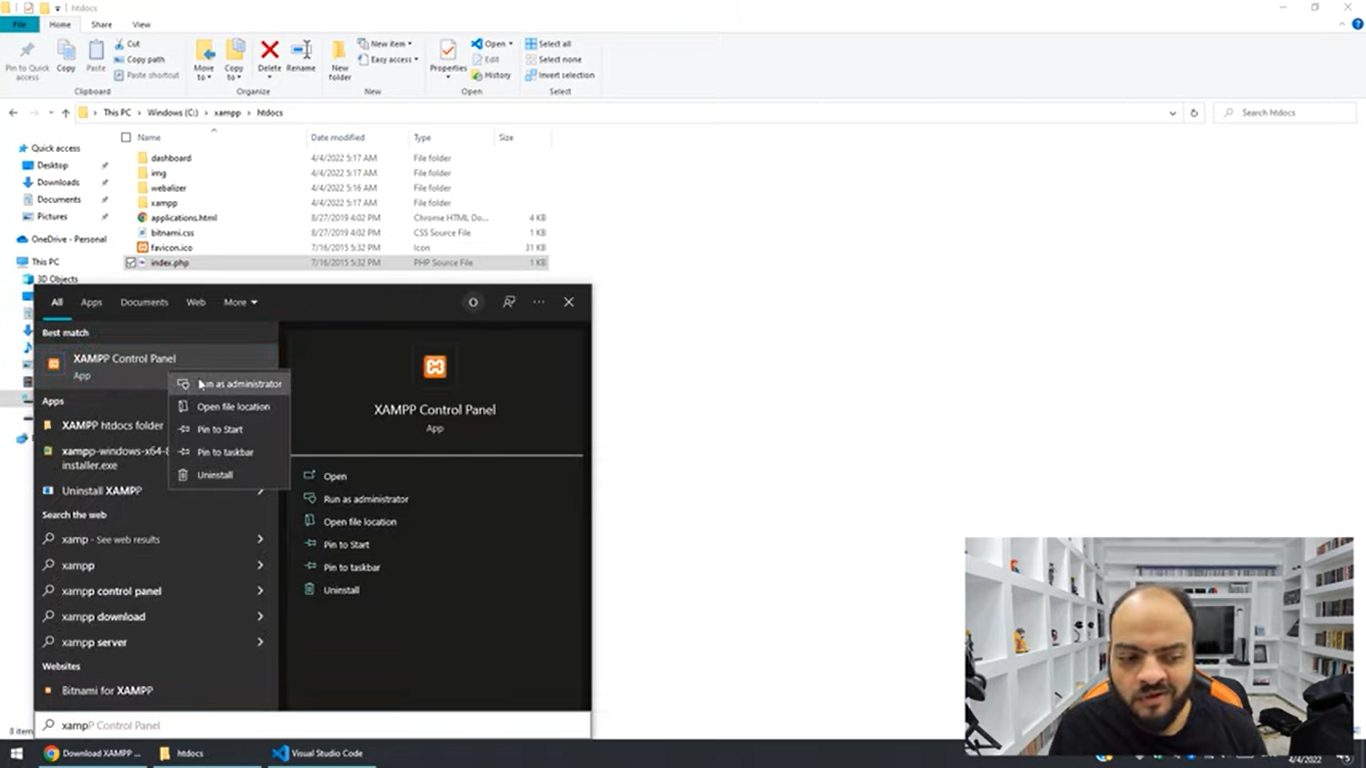 htdocs
File
Home
Share
View
Pin to Quick access
Copy
Paste
Cut
Copy path
Paste shortcut
Move to
Copy to
Delete
Rename
New folder
New item
Easy access
Properties
Open
Edit
History
Select all
Select none
Invert selection
Clipboard
Organize
New
Open
Select
This PC > Windows (C:) > xampp > htdocs
Search htdocs
Name Date modified Type Size
Quick access
Desktop
Downloads
Documents
Pictures
OneDrive - Personal
This PC
3D Objects
dashboard 4/4/2022 5:17 AM File folder
img 4/4/2022 5:17 AM File folder
webalizer 4/4/2022 5:16 AM File folder
xampp 4/4/2022 5:17 AM File folder
applications.html 8/27/2019 4:02 PM Chrome HTML Do... 4 KB
bitnami.css 8/27/2019 4:02 PM CSS Source File 1 KB
favicon.ico 7/16/2015 5:32 PM Icon 31 KB
index.php 7/16/2015 5:32 PM PHP Source File 1 KB
All Apps Documents Web More
O
Best match
XAMPP Control Panel
App
Run as administrator
Open file location
Pin to Start
Pin to taskbar
Uninstall
Apps
XAMPP htdocs folder
xampp-windows-x64-8
installer.exe
Uninstall XAMPP
Search the web
xamp - See web results
xampp
xampp control panel
xampp download
xampp server
Websites
Bitnami for XAMPP
XAMPP Control Panel
App
Open
Run as administrator
Open file location
Pin to Start
Pin to taskbar
Uninstall
xampP Control Panel
8 item
Download XAMPP ...
htdocs
Visual Studio Code
4/4/2022